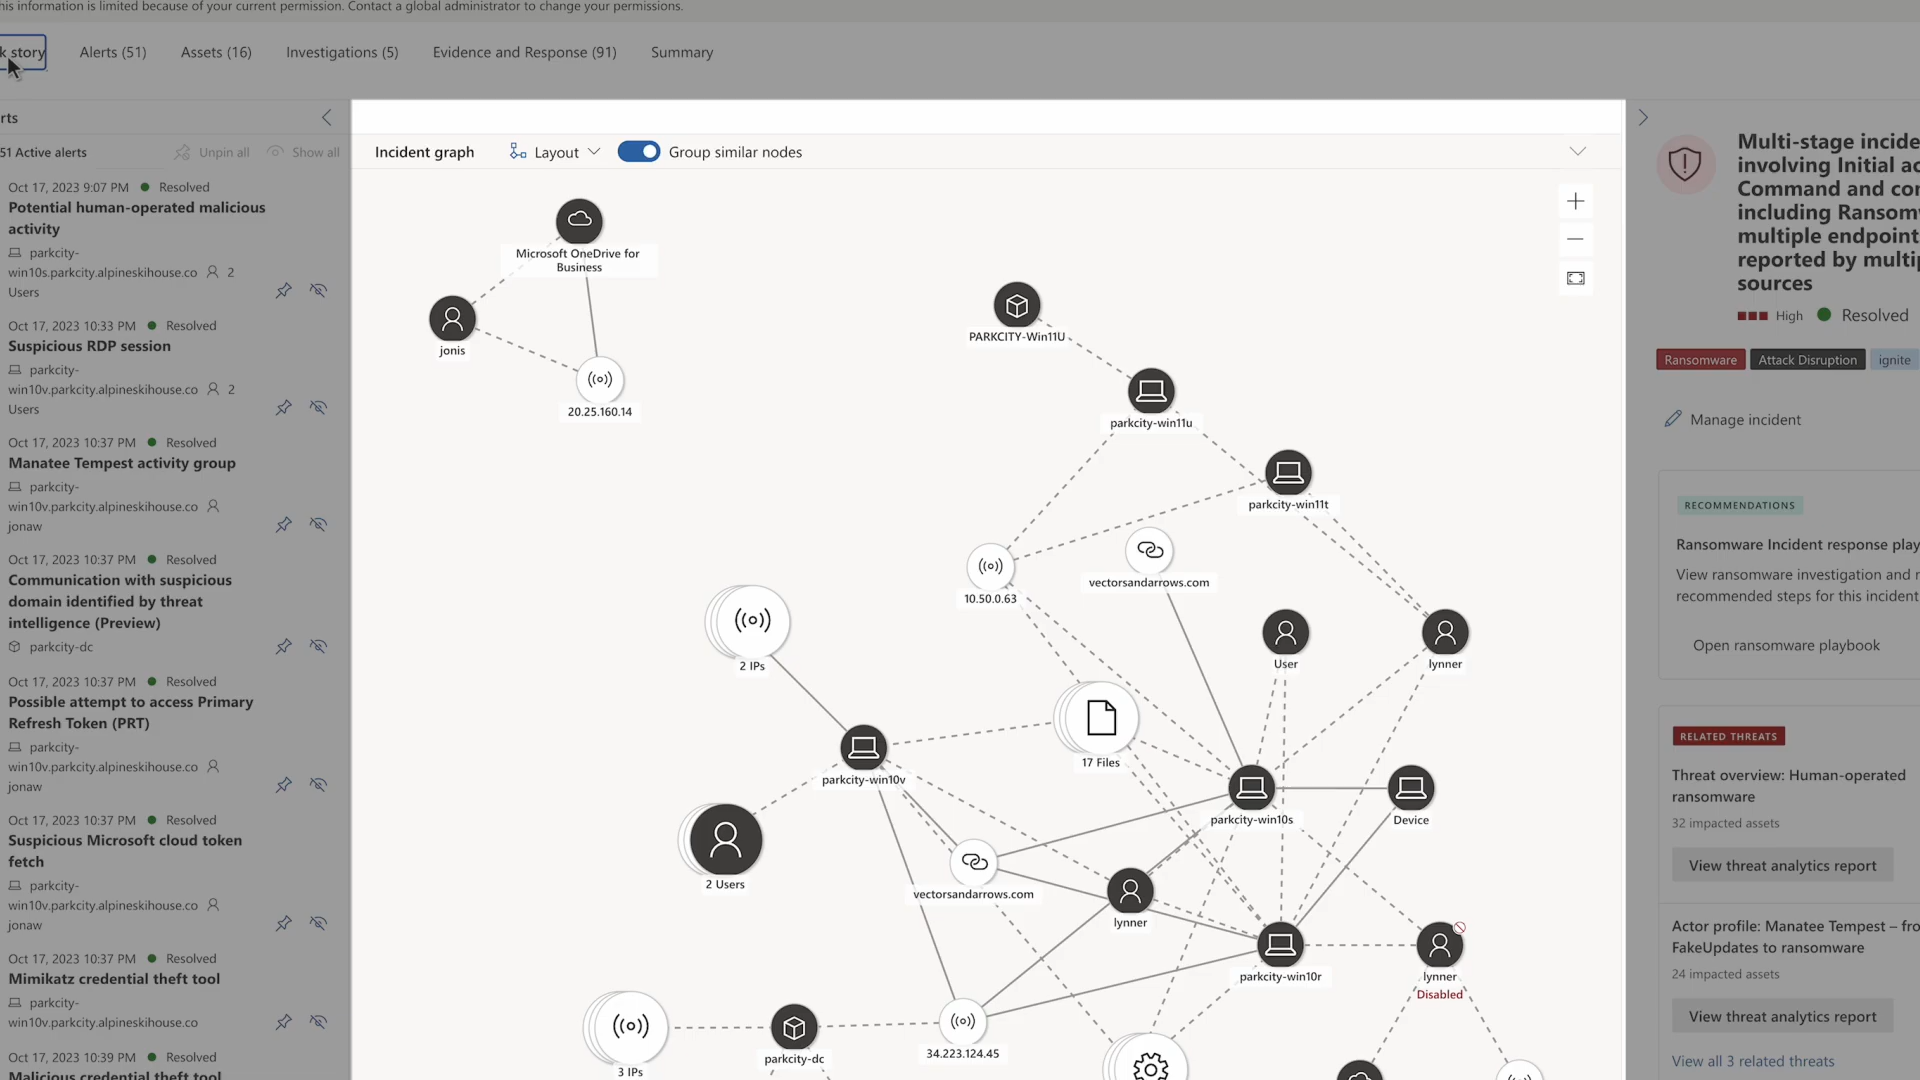 his information is limited because of your current permission. Contact a global administrator to change your permissions.
k story
Alerts (51)
Assets (16)
Investigations (5)
Evidence and Response (91)
Summary
rts
51 Active alerts
Unpin all
Show all
Oct 17, 2023 9:07 PM
Resolved
Potential human-operated malicious
activity
parkcity-
win10s.parkcity.alpineskihouse.co
2
Users
Oct 17, 2023 10:33 PM
Resolved
Suspicious RDP session
parkcity-
win10v.parkcity.alpineskihouse.co
2
Users
Oct 17, 2023 10:37 PM
Resolved
Manatee Tempest activity group
parkcity-
win10v.parkcity.alpineskihouse.co
jonaw
Oct 17, 2023 10:37 PM
Resolved
Communication with suspicious
domain identified by threat
intelligence (Preview)
parkcity-dc
Oct 17, 2023 10:37 PM
Resolved
Possible attempt to access Primary
Refresh Token (PRT)
parkcity-
win10v.parkcity.alpineskihouse.co
jonaw
Oct 17, 2023 10:37 PM
Resolved
Suspicious Microsoft cloud token
fetch
parkcity-
win10v.parkcity.alpineskihouse.co
jonaw
Oct 17, 2023 10:37 PM
Resolved
Mimikatz credential theft tool
parkcity-
win10v.parkcity.alpineskihouse.co
Oct 17, 2023 10:39 PM
Resolved
Malicious credential theft tool
Incident graph
Layout
Group similar nodes
Microsoft OneDrive for
Business
jonis
20.25.160.14
PARKCITY-Win11U
parkcity-win11u
parkcity-win11t
10.50.0.63
vectorsandarrows.com
User
lynner
2 IPs
17 Files
parkcity-win10v
parkcity-win10s
Device
2 Users
vectorsandarrows.com
lynner
parkcity-win10r
lynner
Disabled
34.223.124.45
parkcity-dc
3 IPs
Multi-stage incide
involving Initial ac
Command and con
including Ransom
multiple endpoint
reported by multip
sources
High
Resolved
Ransomware
Attack Disruption
ignite
Manage incident
RECOMMENDATIONS
Ransomware Incident response play
View ransomware investigation and r
recommended steps for this incident
Open ransomware playbook
RELATED THREATS
Threat overview: Human-operated
ransomware
32 impacted assets
View threat analytics report
Actor profile: Manatee Tempest – fro
FakeUpdates to ransomware
24 impacted assets
View threat analytics report
View all 3 related threats